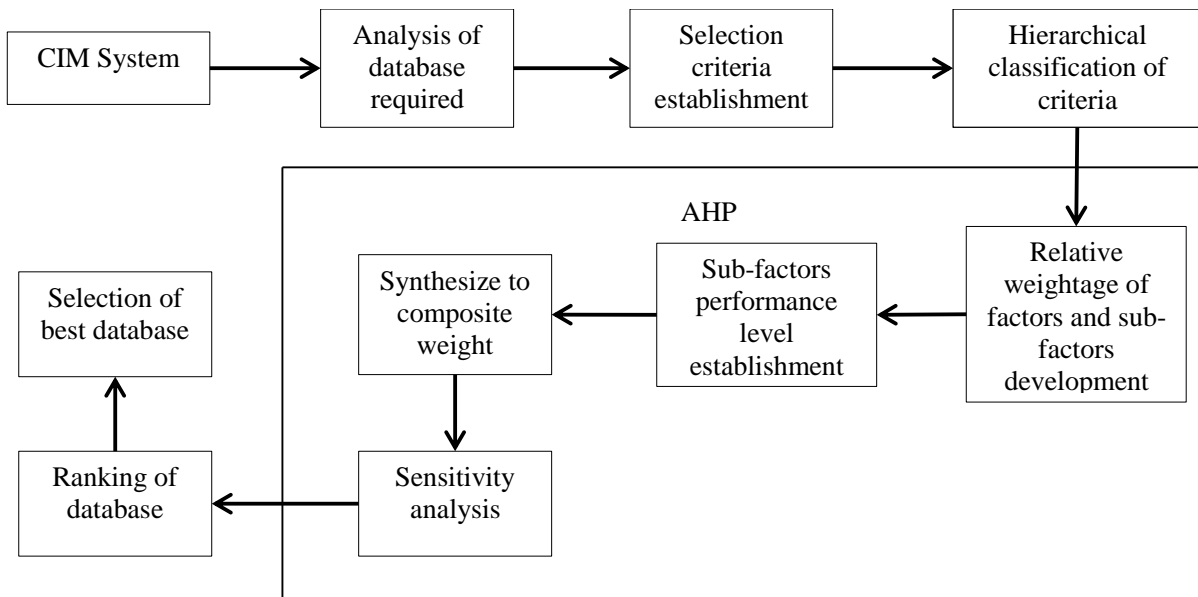 CIM System
Analysis of
database
required
Selection
criteria
establishment
Hierarchical
classification of
criteria
AHP
Relative
weightage of
factors and sub-
factors
development
Sub-factors
performance
level
establishment
Synthesize to
composite
weight
Sensitivity
analysis
Ranking of
database
Selection of
best database